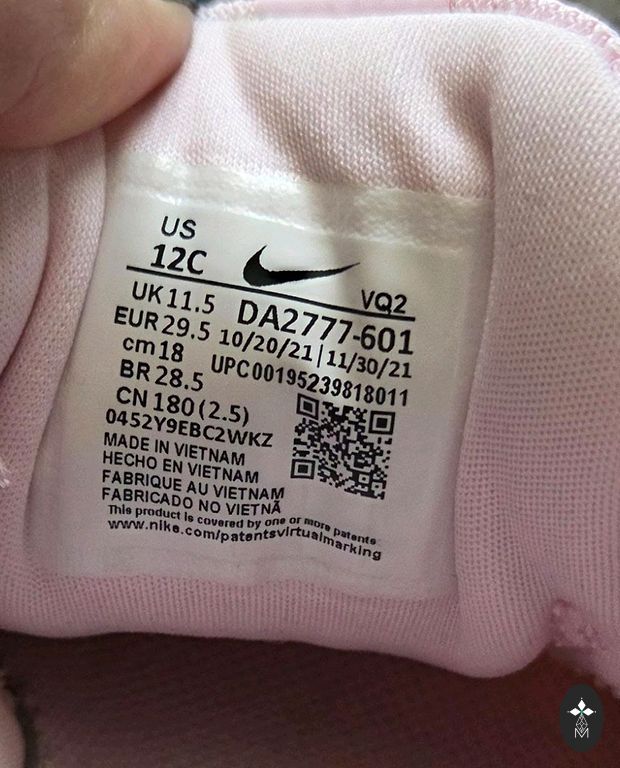 US
12C
VQ2
UK 11.5
DA2777-601
EUR 29.5
10/20/21|11/30/21
cm 18
UPC00195239818011
BR 28.5
CN 180 (2.5)
0452Y9EBC2WKZ
MADE IN VIETNAM
HECHO EN VIETNAM
FABRIQUE AU VIETNAM
FABRICADO NO VIETNÃ
This product is covered by one or more patents
www.nike.com/patentsvirtualmarking
M